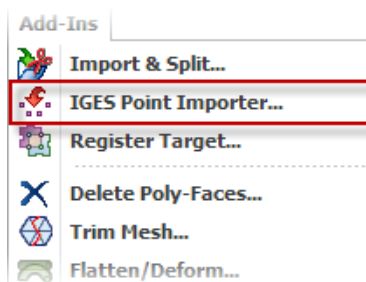 Add-Ins
Import & Split...
IGES Point Importer...
Register Target...
Delete Poly-Faces...
Trim Mesh...
Flatten/Deform...